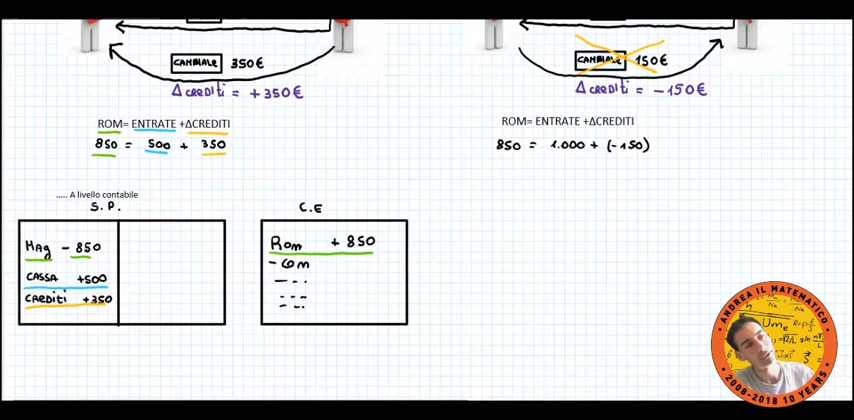 CAMBIALE 350€
Δ CREDITI = +350€
ROM= ENTRATE +ΔCREDITI
850 = 500 + 350
..... A livello contabile
S.P.
MAg - 850
CASSA +500
CREDITI +350
C.E
ROM + 850
- COM
CAMBIALE 150€
Δ CREDITI = -150€
ROM= ENTRATE +ΔCREDITI
850 = 1.000 + (-150)
ANDREA IL MATEMATICO
2008-2018 10 YEARS